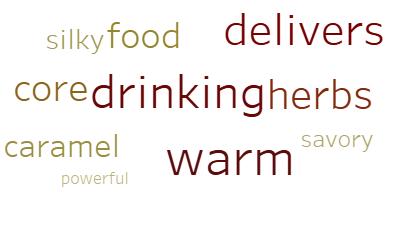 silky food delivers
core drinking herbs
caramel warm savory
powerful